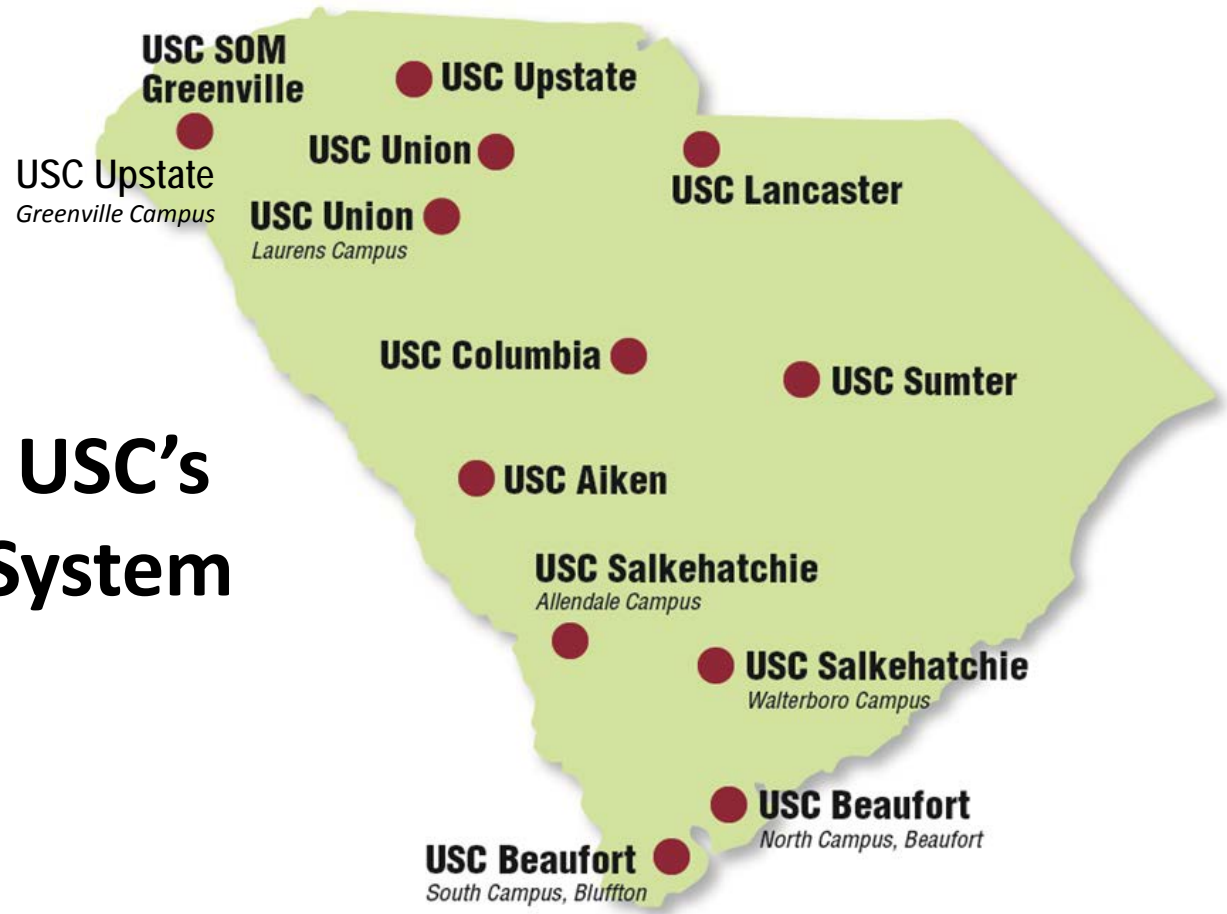 USC SOM
Greenville
USC Upstate
USC Union
USC Lancaster
USC Upstate
Greenville Campus
USC Union
Laurens Campus
USC Columbia
USC Sumter
USC's
System
USC Aiken
USC Salkehatchie
Allendale Campus
USC Salkehatchie
Walterboro Campus
USC Beaufort
North Campus, Beaufort
USC Beaufort
South Campus, Bluffton